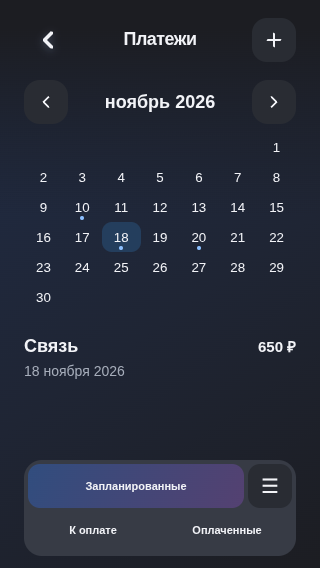 Платежи
ноябрь 2026
1
2 3 4 5 6 7 8
9 10 11 12 13 14 15
16 17 18 19 20 21 22
23 24 25 26 27 28 29
30
Связь 650 ₽
18 ноября 2026
Запланированные
К оплате Оплаченные